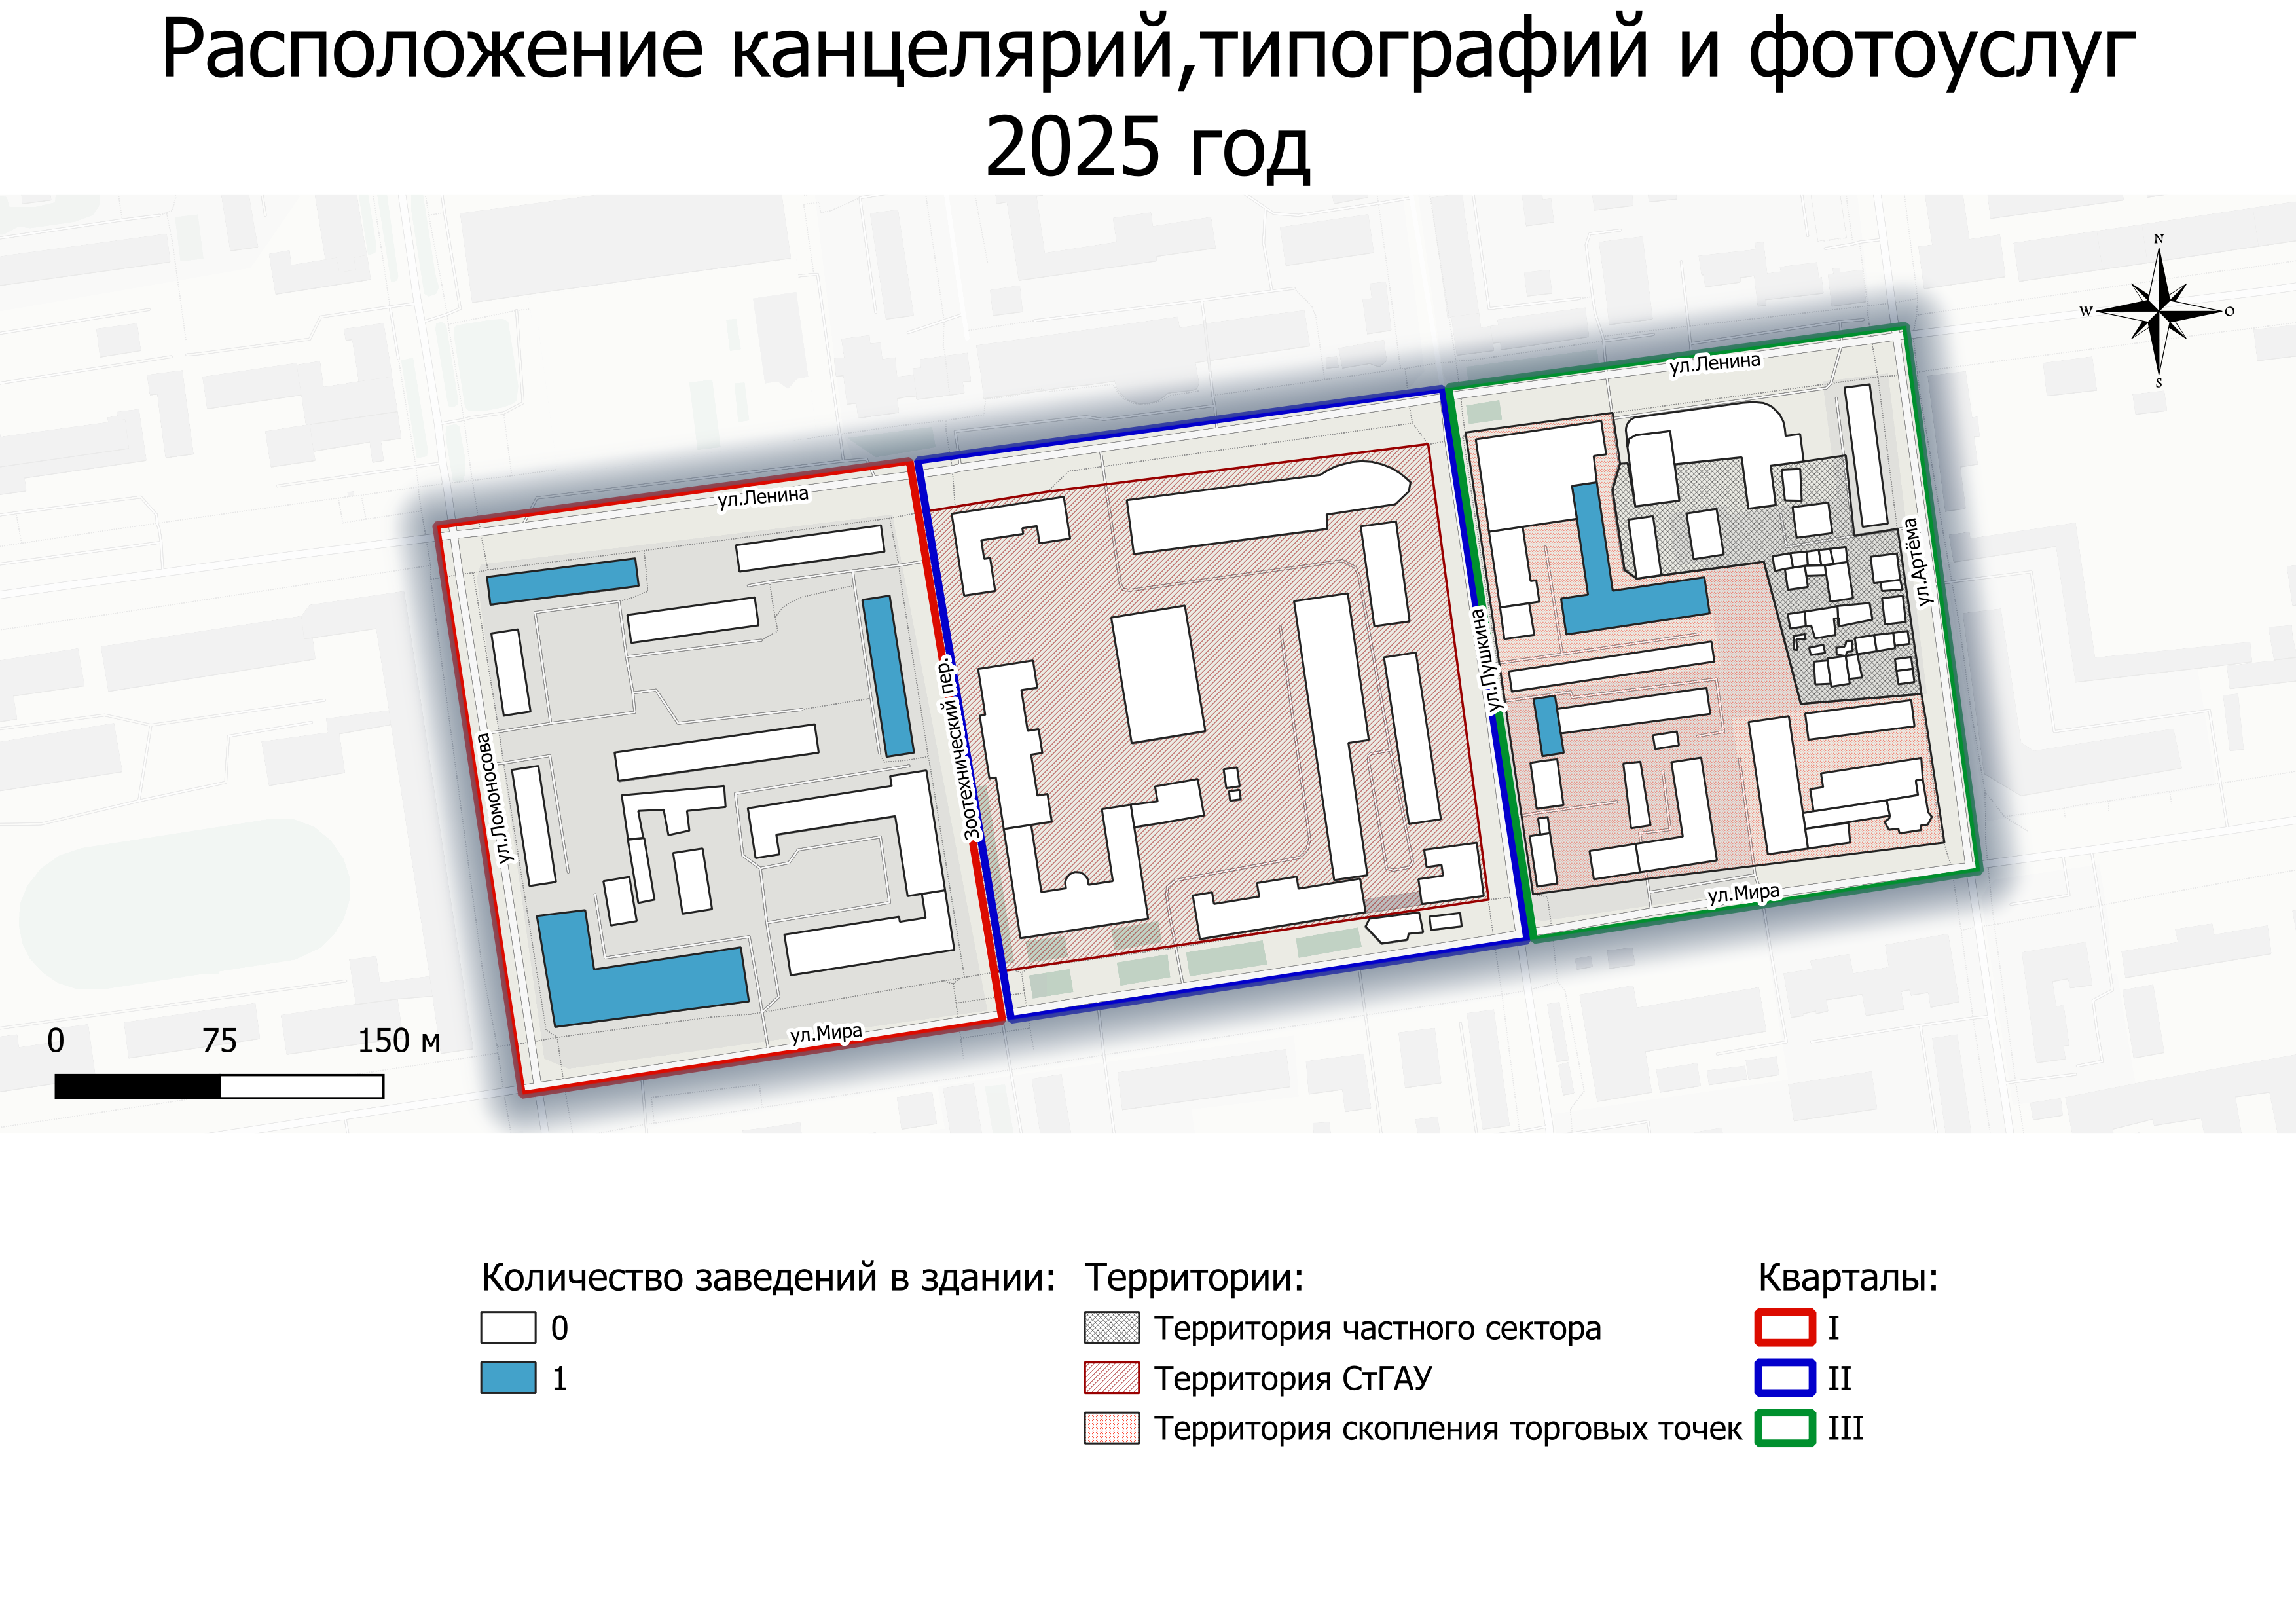 Расположение канцелярий,типографий и фотоуслуг
2025 год
N
W
O
S
ул.Ленина
ул.Ленина
ул.Артёма
ул.Пушкина
Зоотехнический пер.
ул.Ломоносова
ул.Мира
ул.Мира
0 75 150 м
Количество заведений в здании:
0
1
Территории:
Территория частного сектора
Территория СтГАУ
Территория скопления торговых точек
Кварталы:
I
II
III